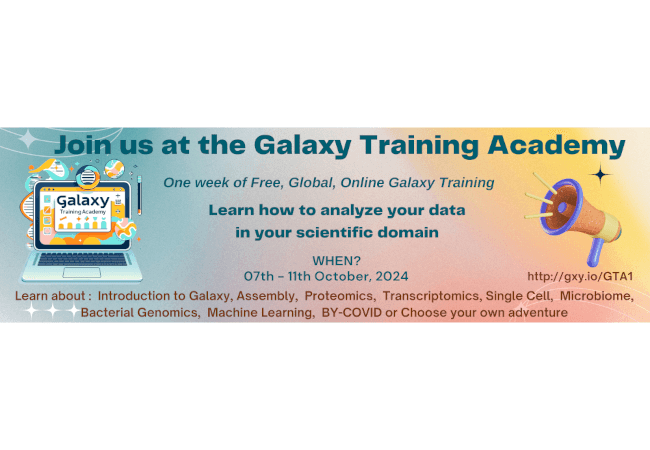 Join us at the Galaxy Training Academy
One week of Free, Global, Online Galaxy Training
Galaxy
Training Academy
Learn how to analyze your data
in your scientific domain
WHEN?
07th – 11th October, 2024
http://gxy.io/GTA1
Learn about : Introduction to Galaxy, Assembly, Proteomics, Transcriptomics, Single Cell, Microbiome,
Bacterial Genomics, Machine Learning, BY-COVID or Choose your own adventure